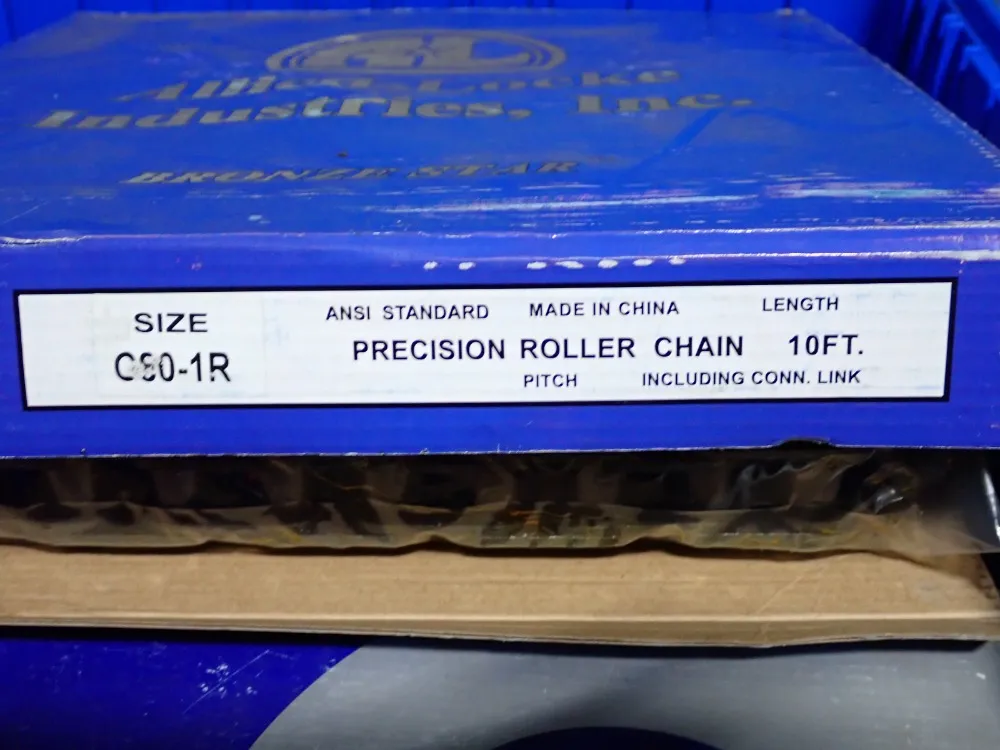 Allied-Locke
Industries, Inc.
BRONZE STAR
SIZE
ANSI STANDARD MADE IN CHINA LENGTH
C80-1R
PRECISION ROLLER CHAIN 10FT.
PITCH INCLUDING CONN. LINK